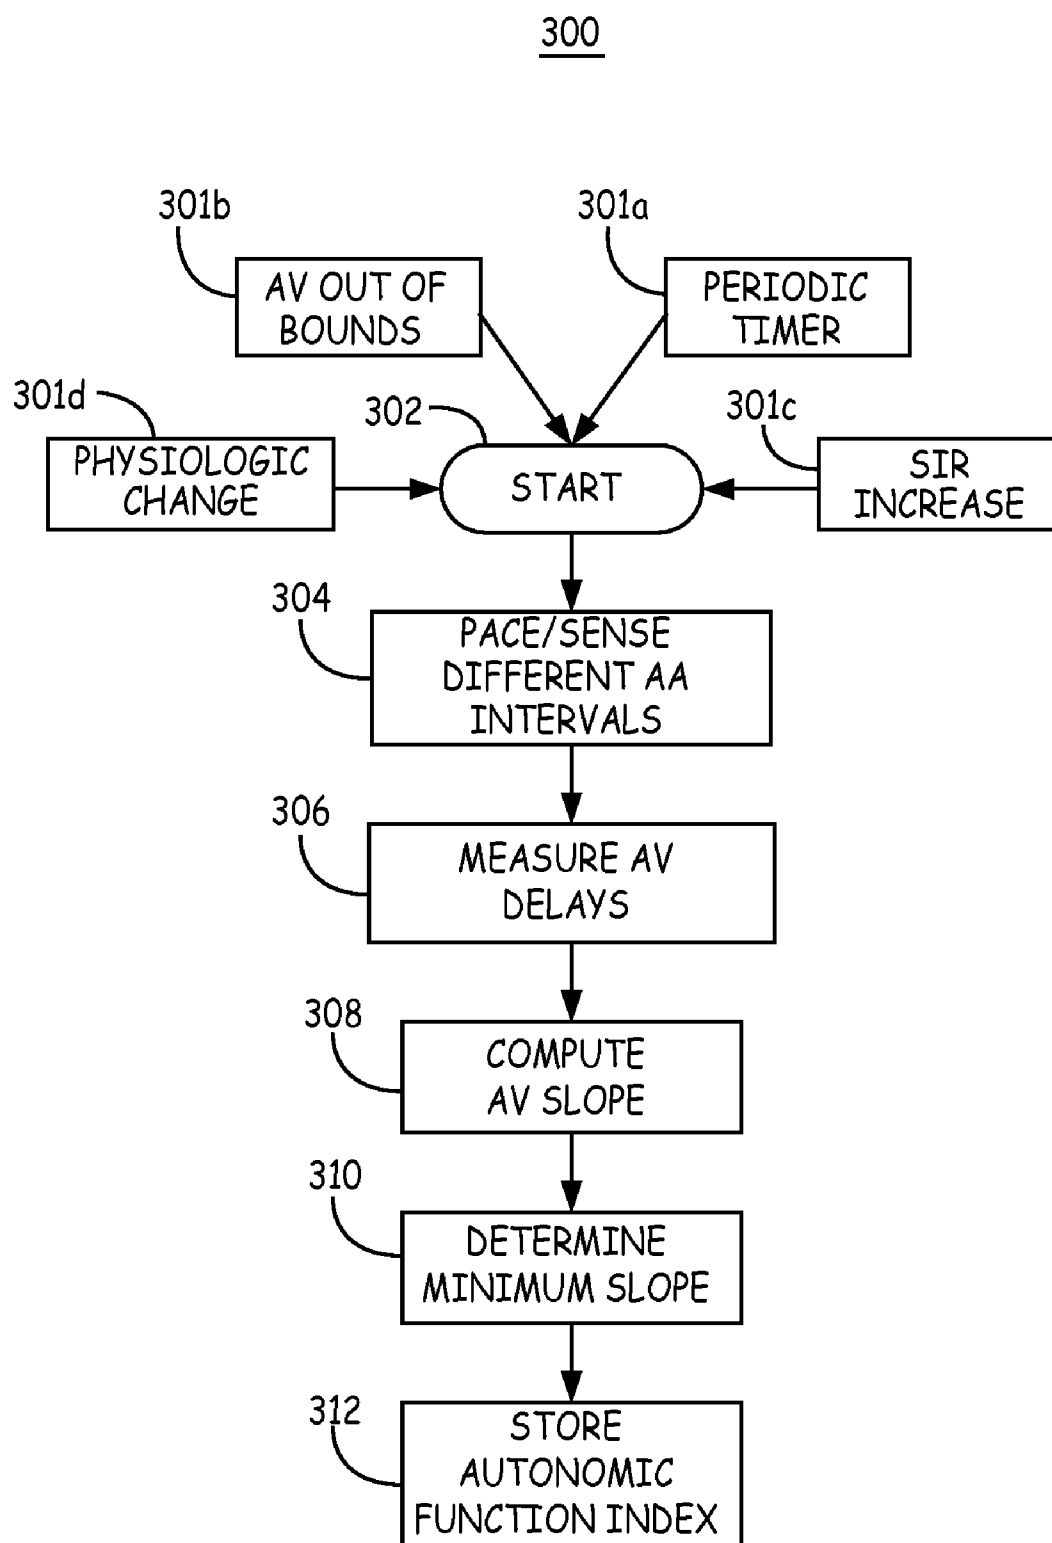 300
301b
301a
AV OUT OF
BOUNDS
PERIODIC
TIMER
301d
302
301c
PHYSIOLOGIC
CHANGE
START
SIR
INCREASE
304
PACE/SENSE
DIFFERENT AA
INTERVALS
306
MEASURE AV
DELAYS
308
COMPUTE
AV SLOPE
310
DETERMINE
MINIMUM SLOPE
312
STORE
AUTONOMIC
FUNCTION INDEX